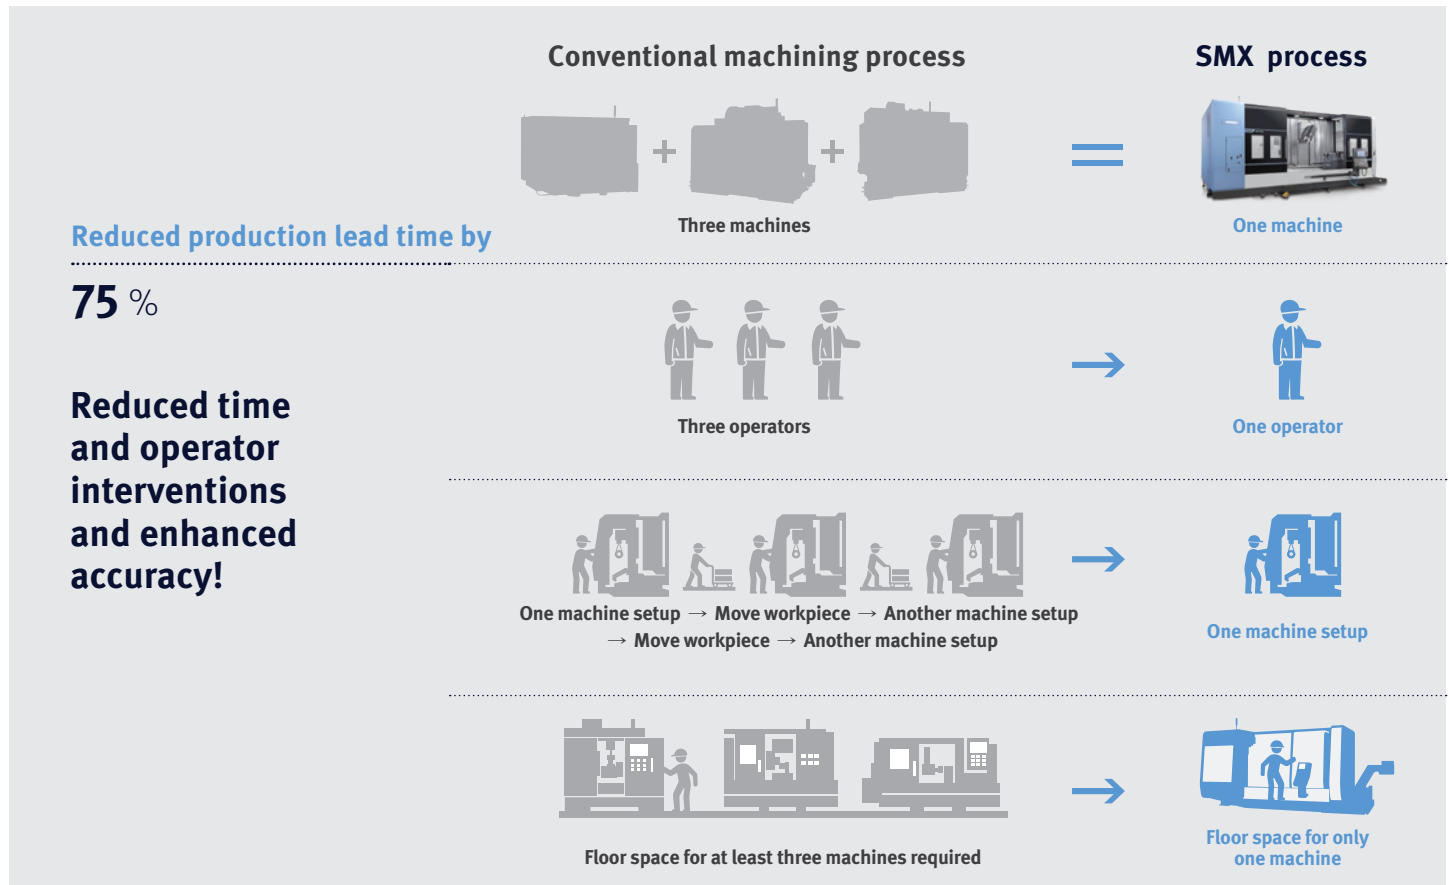 Conventional machining process
SMX process
Three machines
One machine
Reduced production lead time by
75 %
Reduced time
and operator
interventions
and enhanced
accuracy!
Three operators
One operator
One machine setup → Move workpiece → Another machine setup
→ Move workpiece → Another machine setup
One machine setup
Floor space for at least three machines required
Floor space for only
one machine